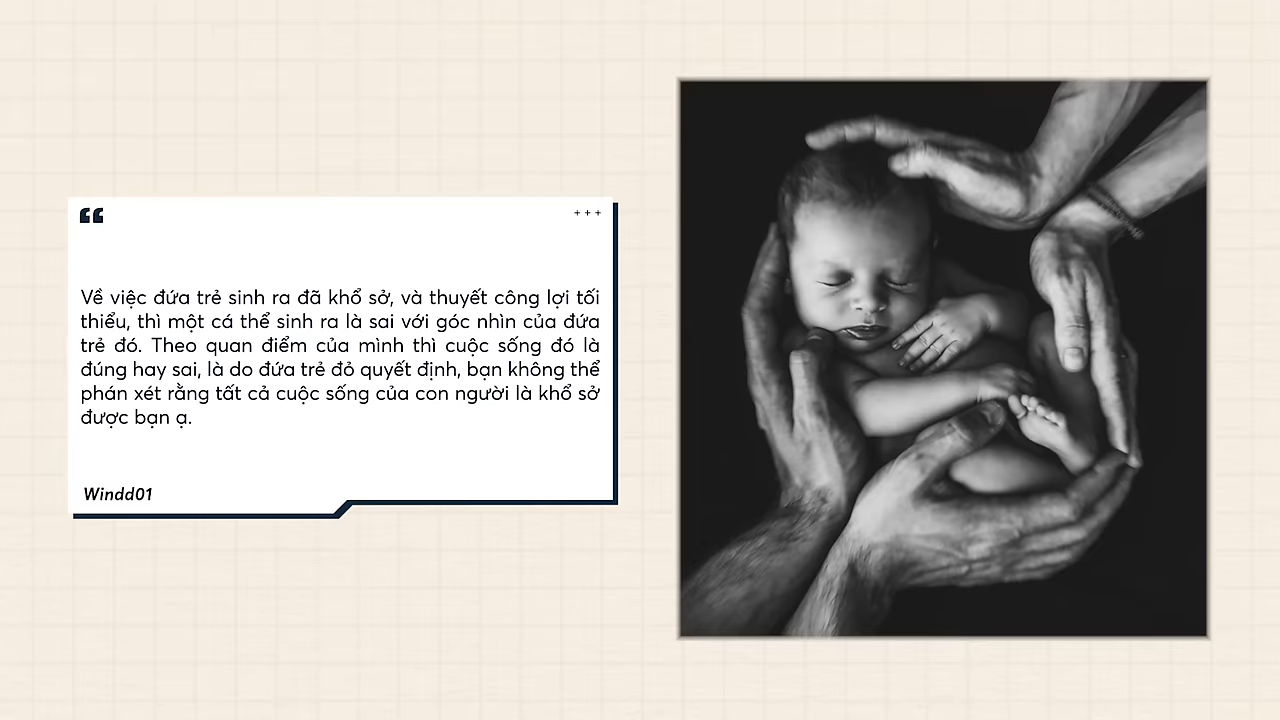 “
+++
Về việc đứa trẻ sinh ra đã khổ sở, và thuyết công lợi tối
thiểu, thì một cá thể sinh ra là sai với góc nhìn của đứa
trẻ đó. Theo quan điểm của mình thì cuộc sống đó là
đúng hay sai, là do đứa trẻ đỏ quyết định, bạn không thể
phán xét rằng tất cả cuộc sống của con người là khổ sở
được bạn ạ.
Windd01